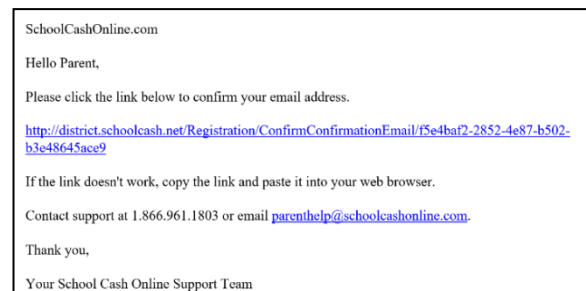 SchoolCashOnline.com
Hello Parent,
Please click the link below to confirm your email address.
http://district.schoolcash.net/Registration/ConfirmConfirmationEmail/f5e4baf2-2852-4e87-b502-
b3e48645ace9
If the link doesn't work, copy the link and paste it into your web browser.
Contact support at 1.866.961.1803 or email parenthelp@schoolcashonline.com.
Thank you,
Your School Cash Online Support Team